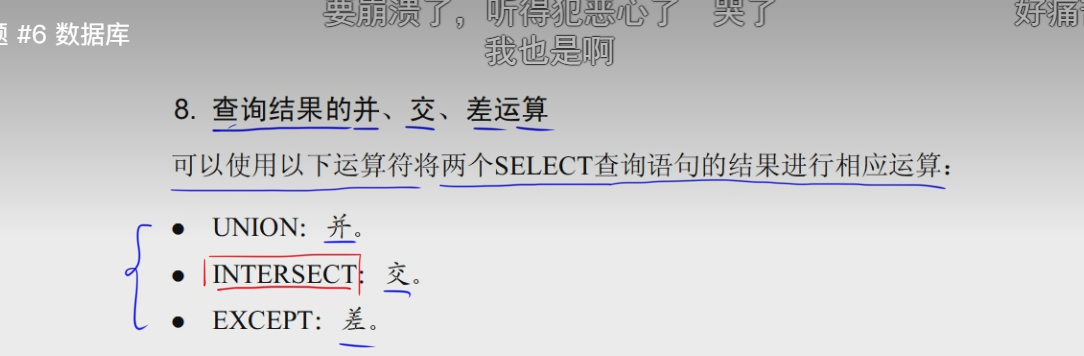 要崩溃了，听得犯恶心了 哭了
题 #6 数据库
我也是啊
8. 查询结果的并、交、差运算
可以使用以下运算符将两个SELECT查询语句的结果进行相应运算：
● UNION：并。
● INTERSECT：交。
● EXCEPT：差。